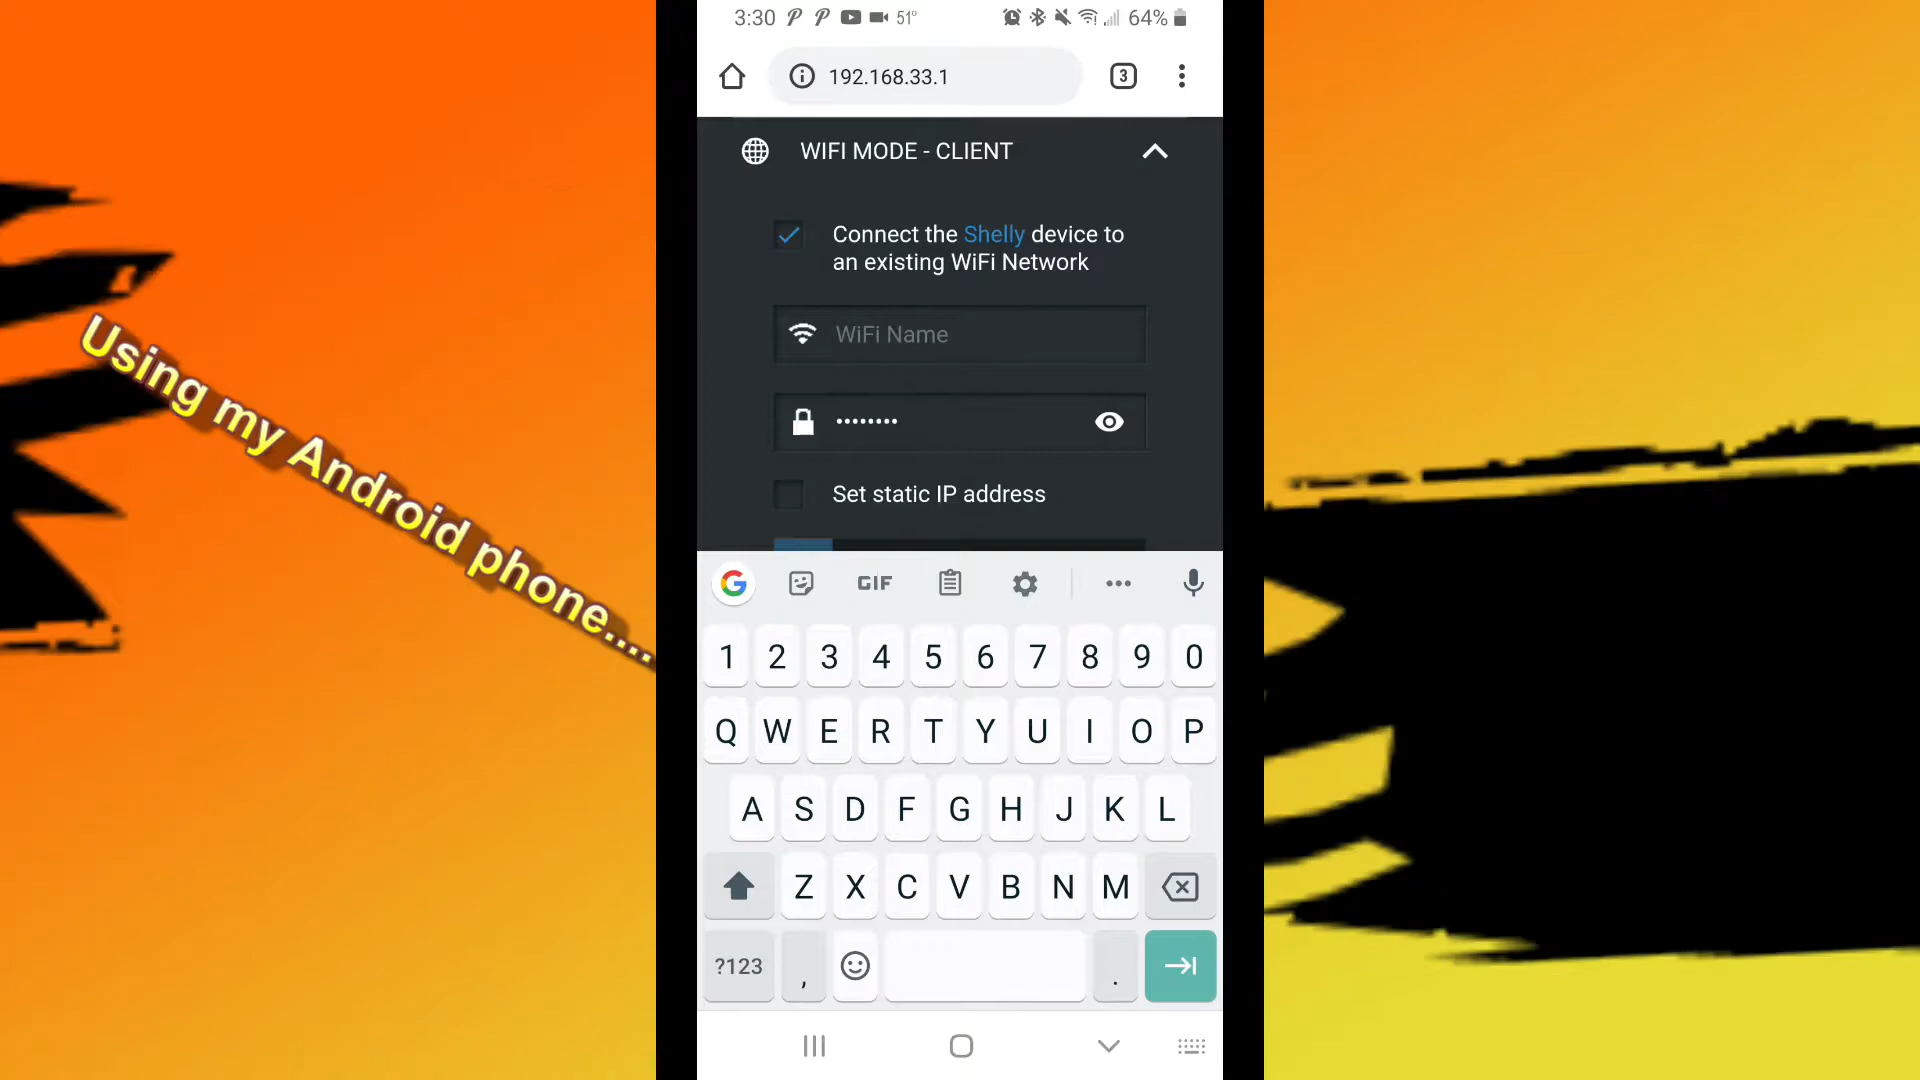 3:30 51° 64%
192.168.33.1 3
WIFI MODE - CLIENT
Connect the Shelly device to
an existing WiFi Network
WiFi Name
••••••••
Set static IP address
Using my Android phone....
G GIF
1 2 3 4 5 6 7 8 9 0
Q W E R T Y U I O P
A S D F G H J K L
Z X C V B N M
?123 , .